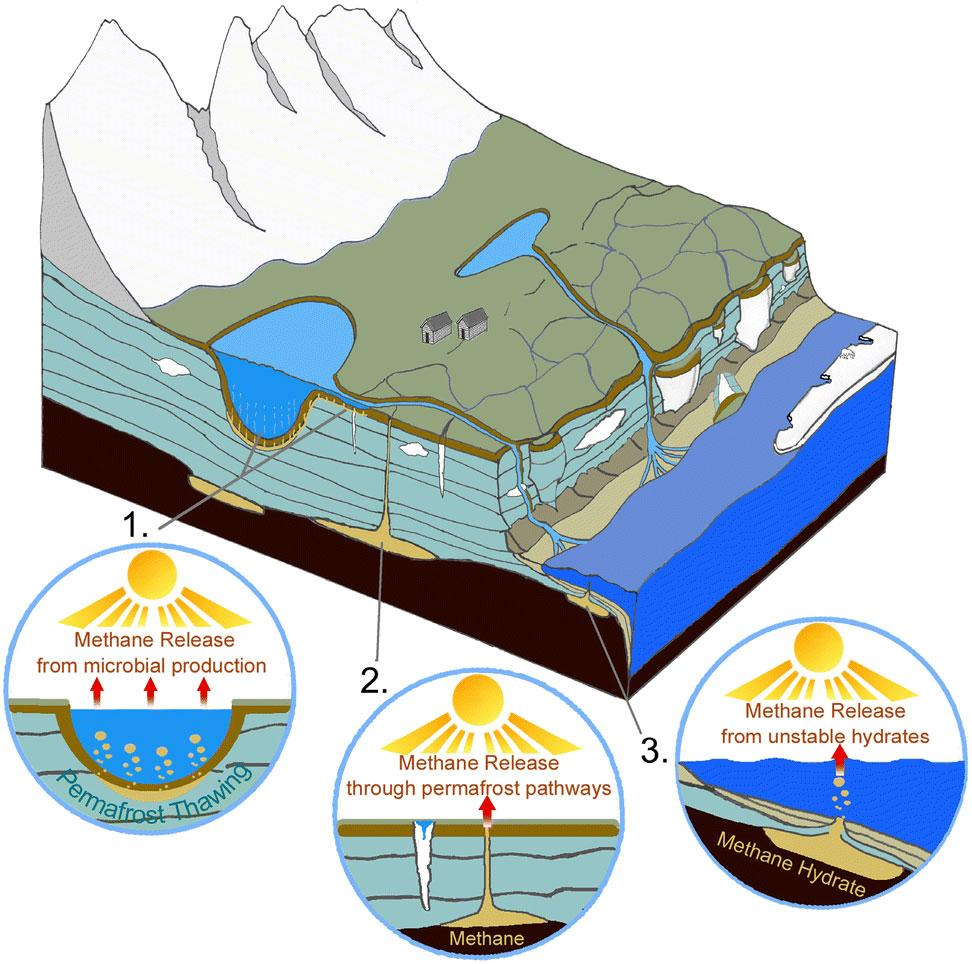 1.
Methane Release
from microbial production
Permafrost Thawing
2.
Methane Release
through permafrost pathways
Methane
3.
Methane Release
from unstable hydrates
Methane Hydrate